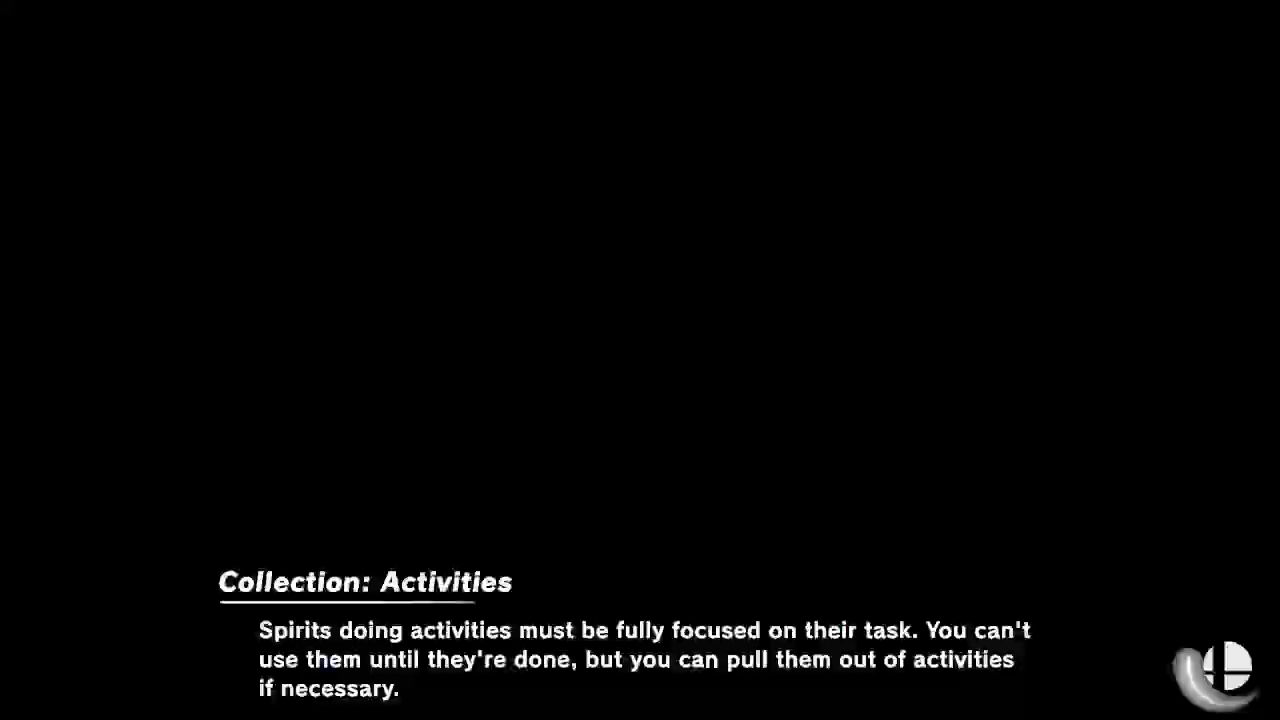 Collection: Activities
Spirits doing activities must be fully focused on their task. You can't
use them until they're done, but you can pull them out of activities
if necessary.